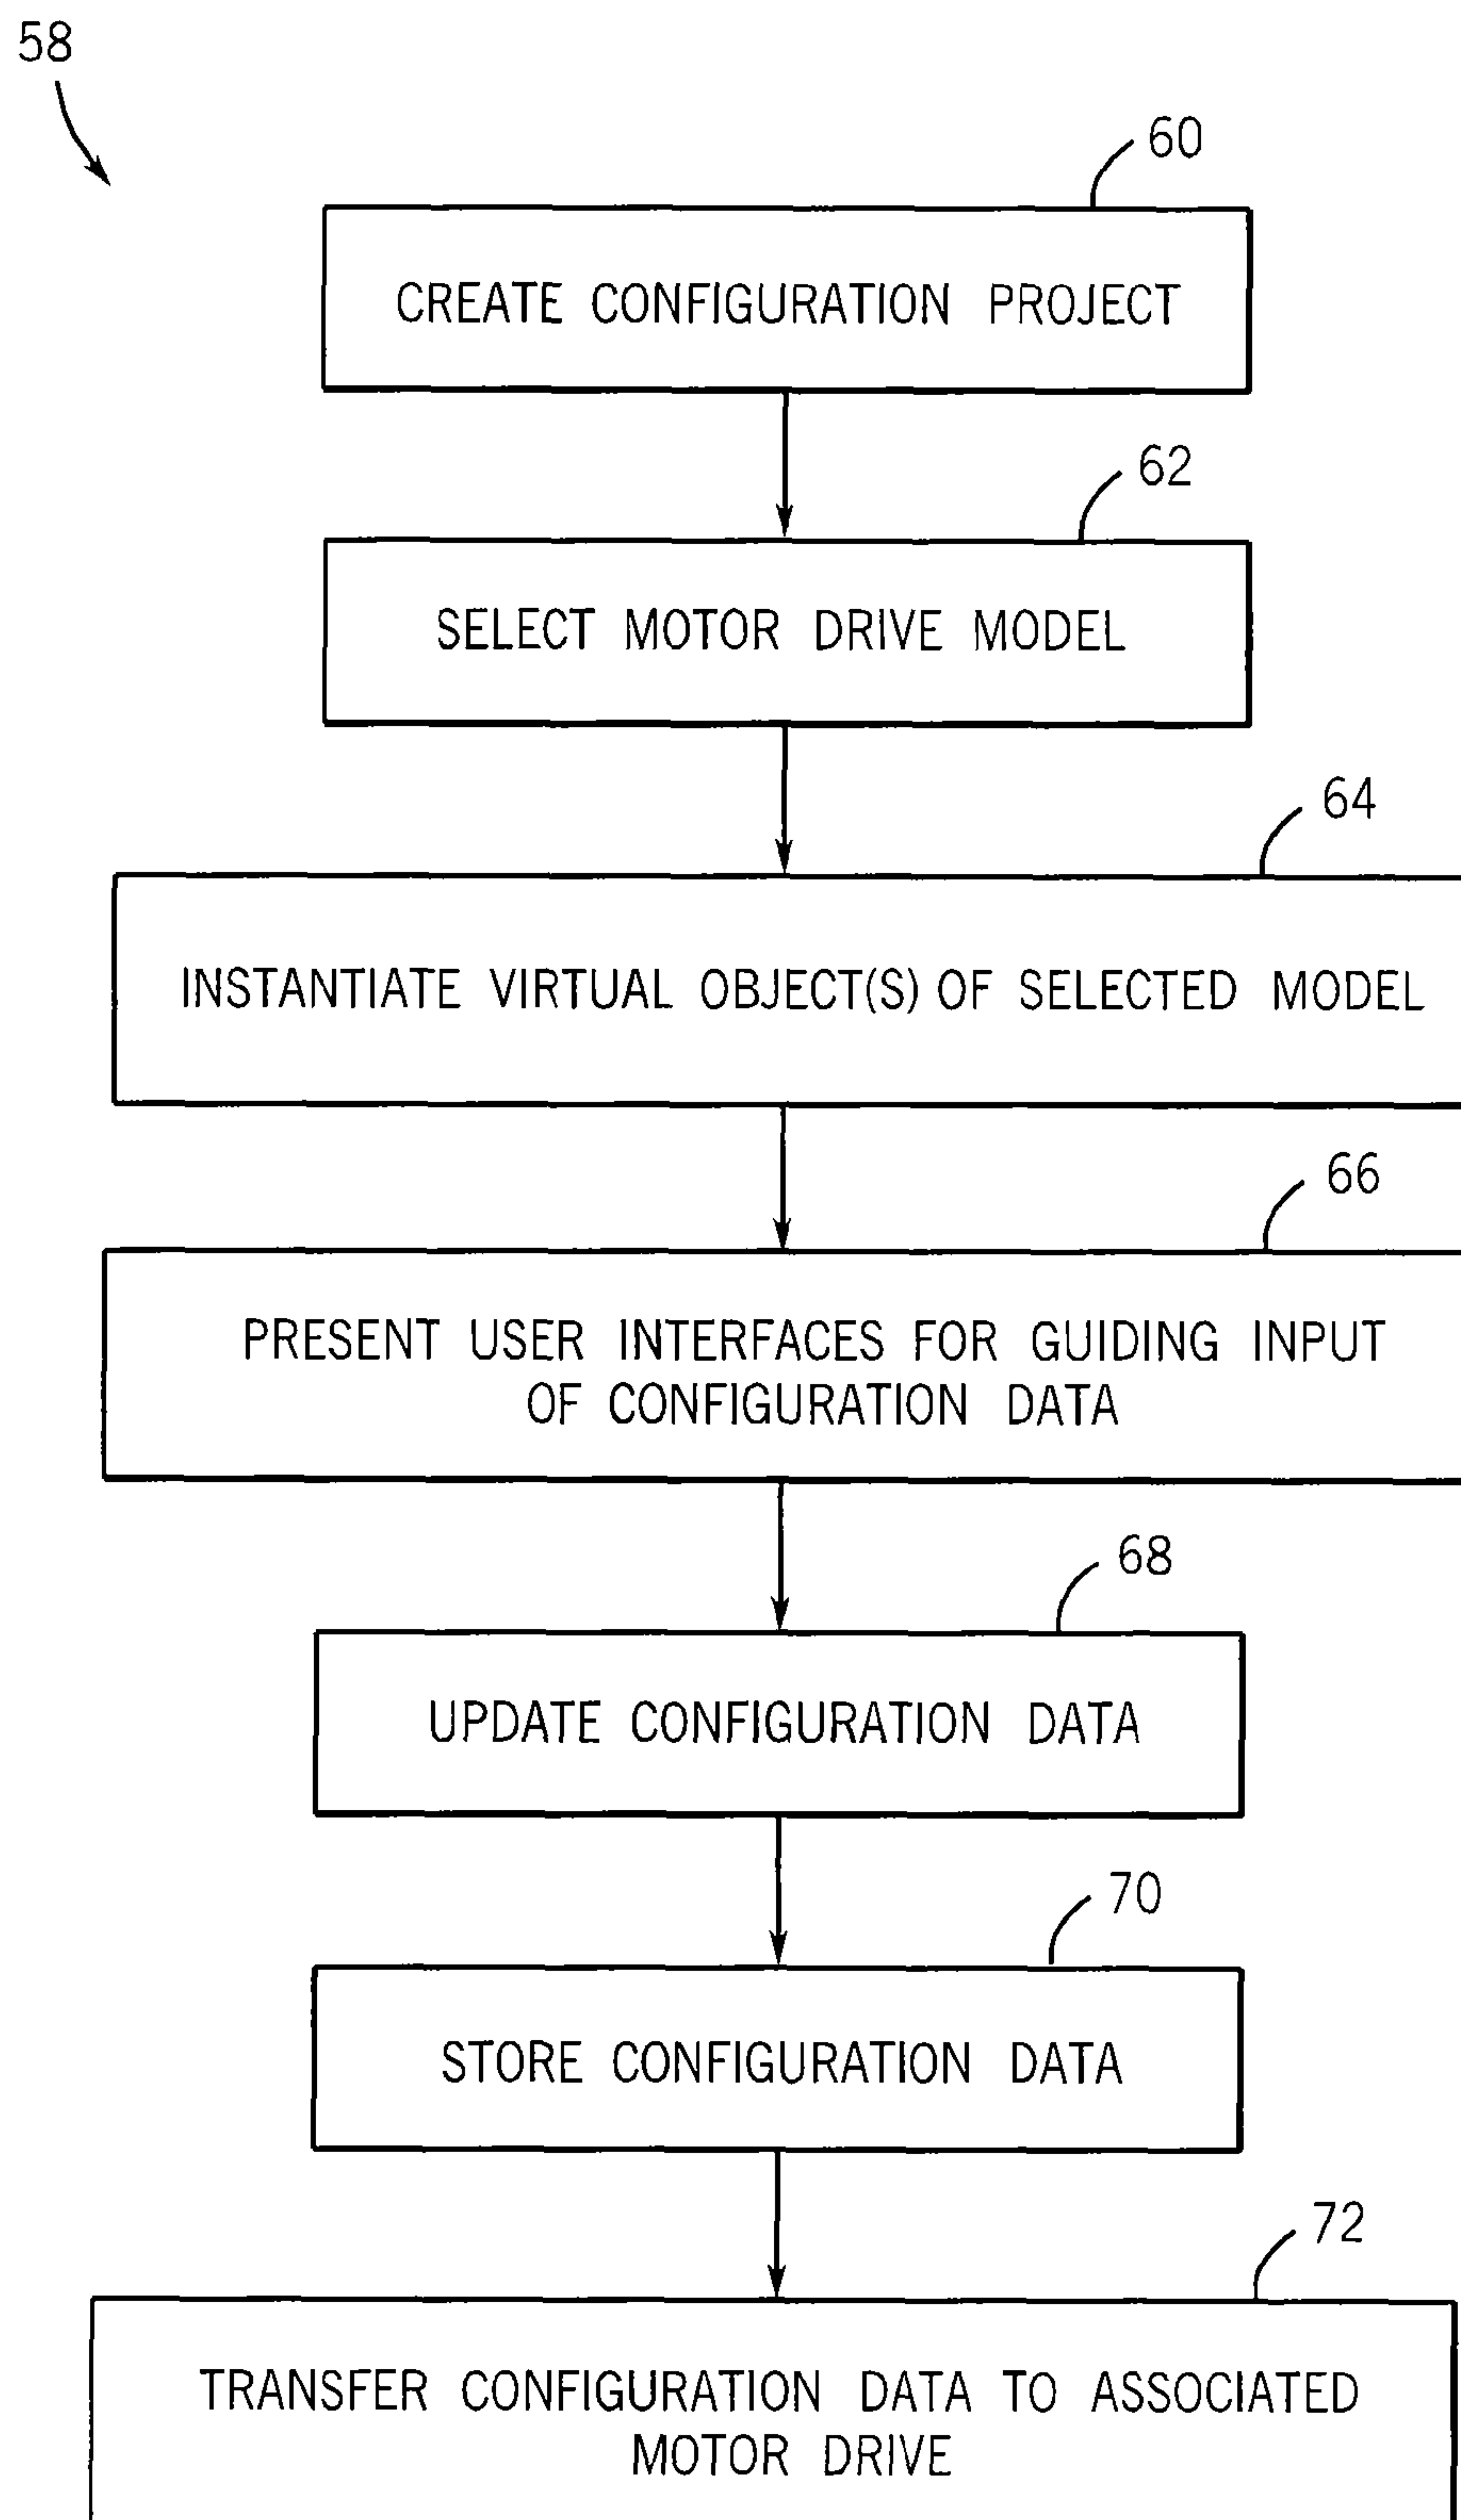 58
60
CREATE CONFIGURATION PROJECT
62
SELECT MOTOR DRIVE MODEL
64
INSTANTIATE VIRTUAL OBJECT(S) OF SELECTED MODEL
66
PRESENT USER INTERFACES FOR GUIDING INPUT
OF CONFIGURATION DATA
68
UPDATE CONFIGURATION DATA
70
STORE CONFIGURATION DATA
72
TRANSFER CONFIGURATION DATA TO ASSOCIATED
MOTOR DRIVE